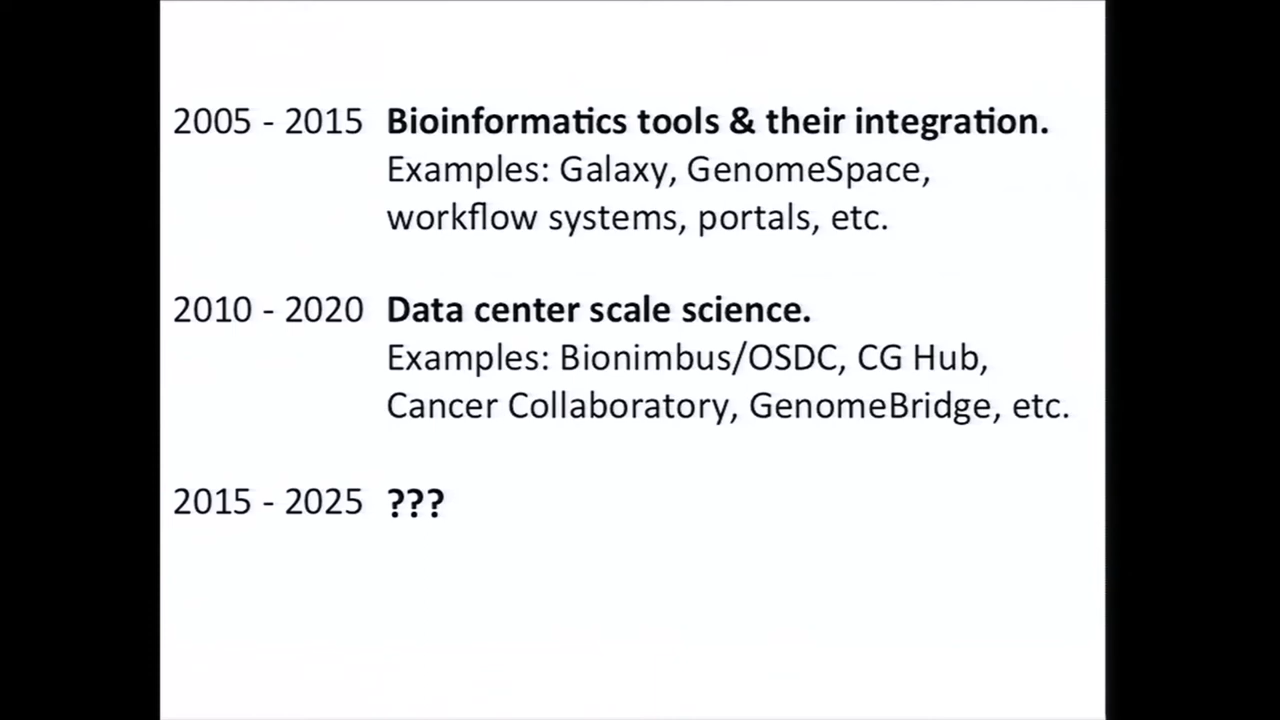 2005 - 2015 Bioinformatics tools & their integration.
Examples: Galaxy, GenomeSpace,
workflow systems, portals, etc.
2010 - 2020 Data center scale science.
Examples: Bionimbus/OSDC, CG Hub,
Cancer Collaboratory, GenomeBridge, etc.
2015 - 2025 ???